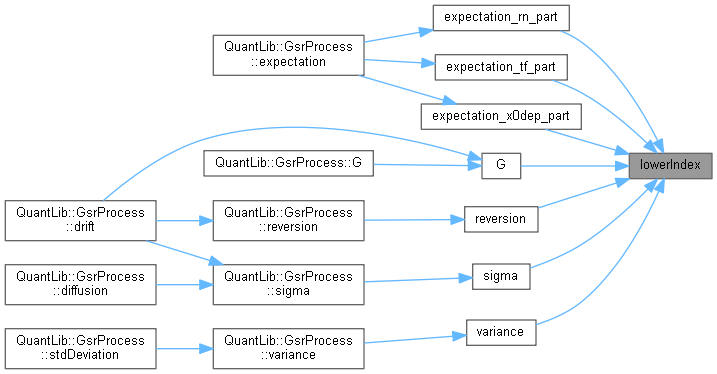 expectation_rn_part
QuantLib::GsrProcess
::expectation
expectation_tf_part
expectation_x0dep_part
QuantLib::GsrProcess::G
G
lowerIndex
QuantLib::GsrProcess
::drift
QuantLib::GsrProcess
::reversion
reversion
QuantLib::GsrProcess
::diffusion
QuantLib::GsrProcess
::sigma
sigma
QuantLib::GsrProcess
::stdDeviation
QuantLib::GsrProcess
::variance
variance